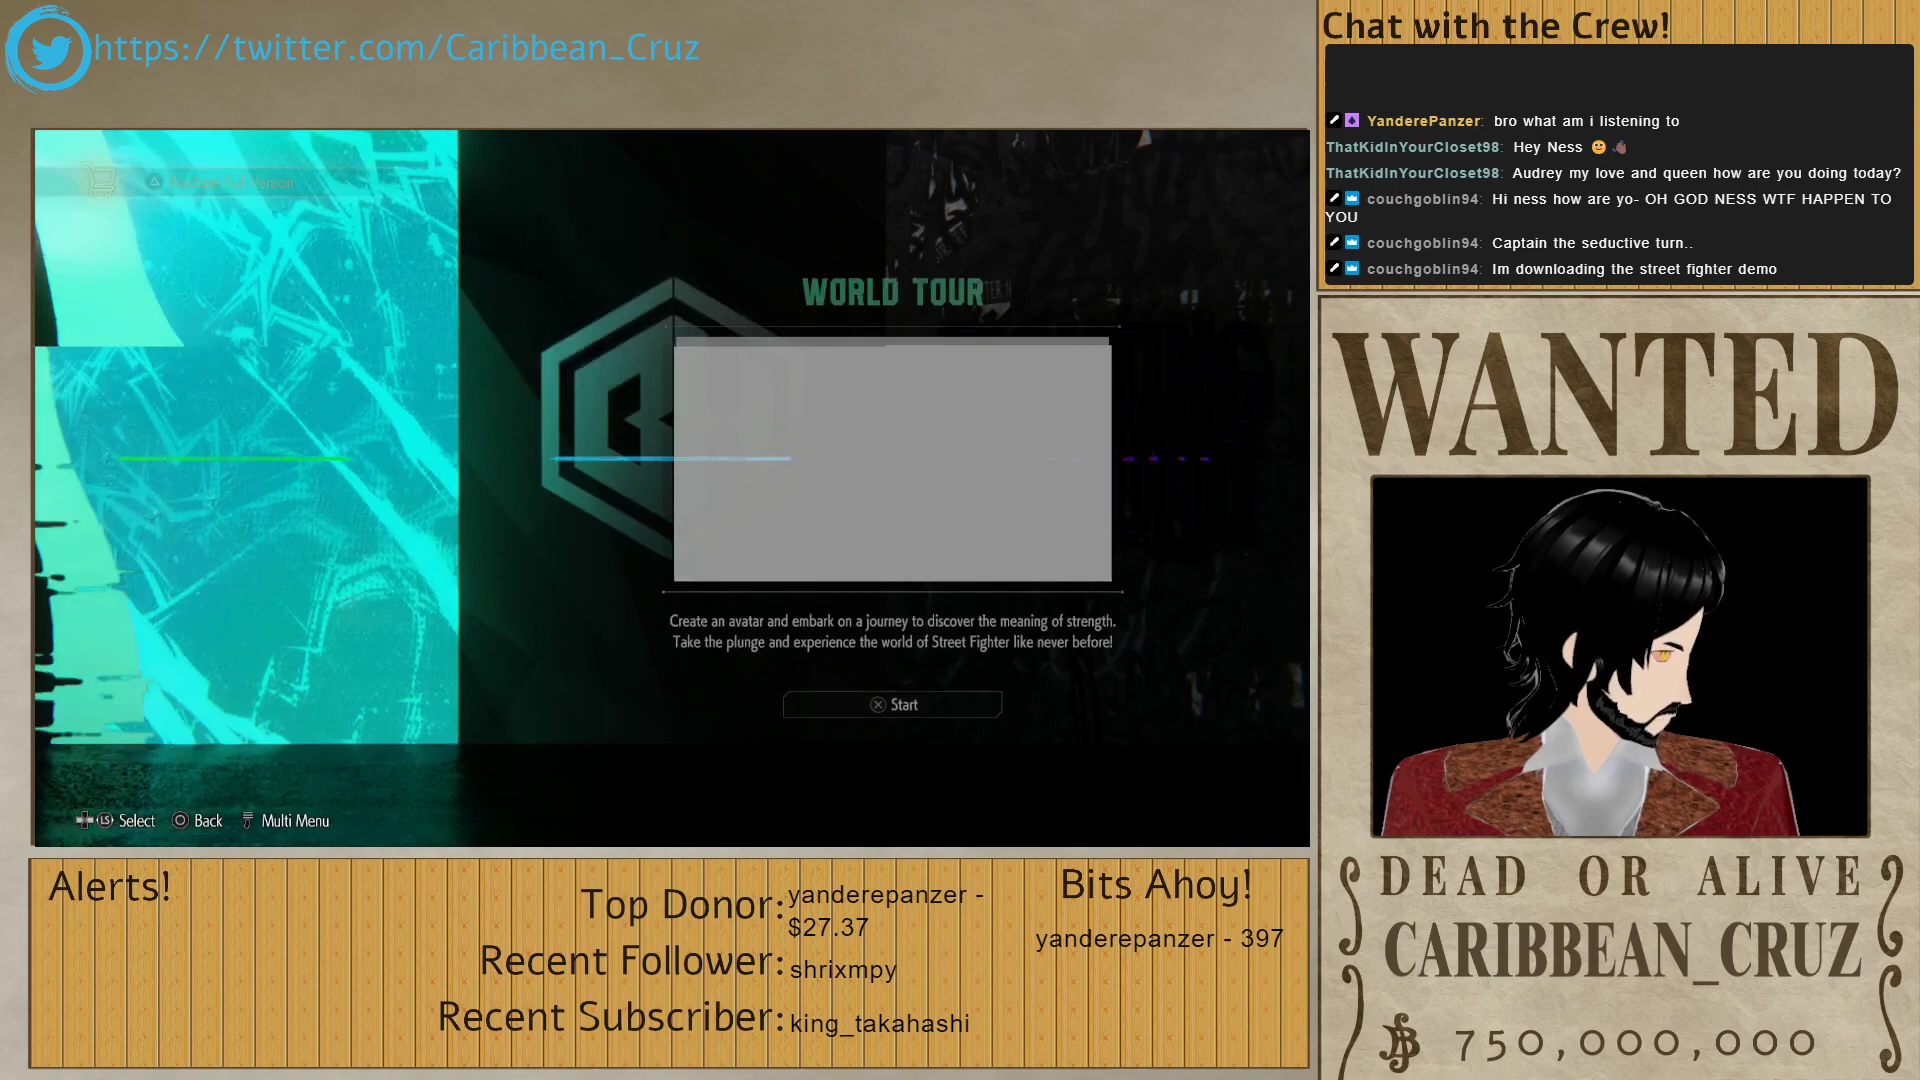 https://twitter.com/Caribbean_Cruz
Chat with the Crew!
YanderePanzer: bro what am i listening to
ThatKidInYourCloset98: Hey Ness
ThatKidInYourCloset98: Audrey my love and queen how are you doing today?
couchgoblin94: Hi ness how are yo- OH GOD NESS WTF HAPPEN TO
YOU
couchgoblin94: Captain the seductive turn..
couchgoblin94: Im downloading the street fighter demo
Purchase Full Version
WORLD TOUR
Create an avatar and embark on a journey to discover the meaning of strength.
Take the plunge and experience the world of Street Fighter like never before!
Start
LS Select Back Multi Menu
WANTED
DEAD OR ALIVE
CARIBBEAN_CRUZ
750,000,000
Alerts!
Top Donor: yanderepanzer -
$27.37
Recent Follower: shrixmpy
Recent Subscriber: king_takahashi
Bits Ahoy!
yanderepanzer - 397